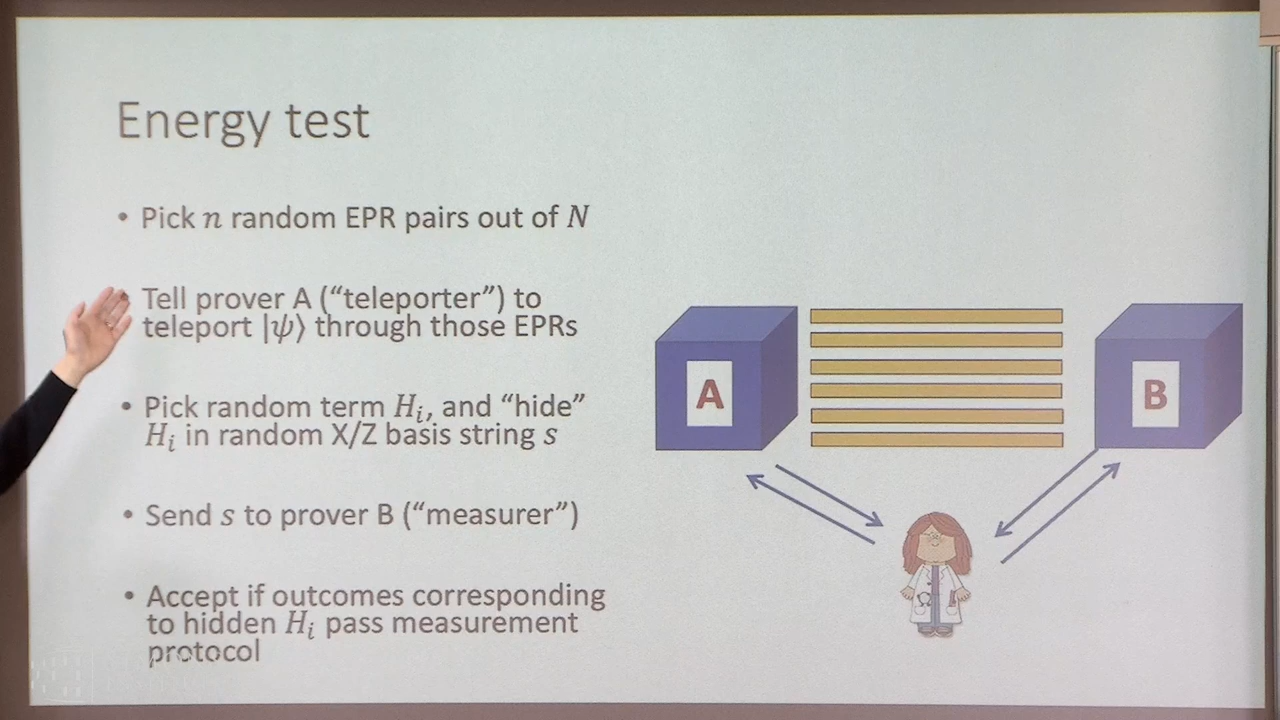 Energy test
• Pick n random EPR pairs out of N
Tell prover A (“teleporter”) to
teleport |ψ⟩ through those EPRs
• Pick random term Hᵢ, and “hide”
Hᵢ in random X/Z basis string s
• Send s to prover B (“measurer”)
• Accept if outcomes corresponding
to hidden Hᵢ pass measurement
protocol
A
B